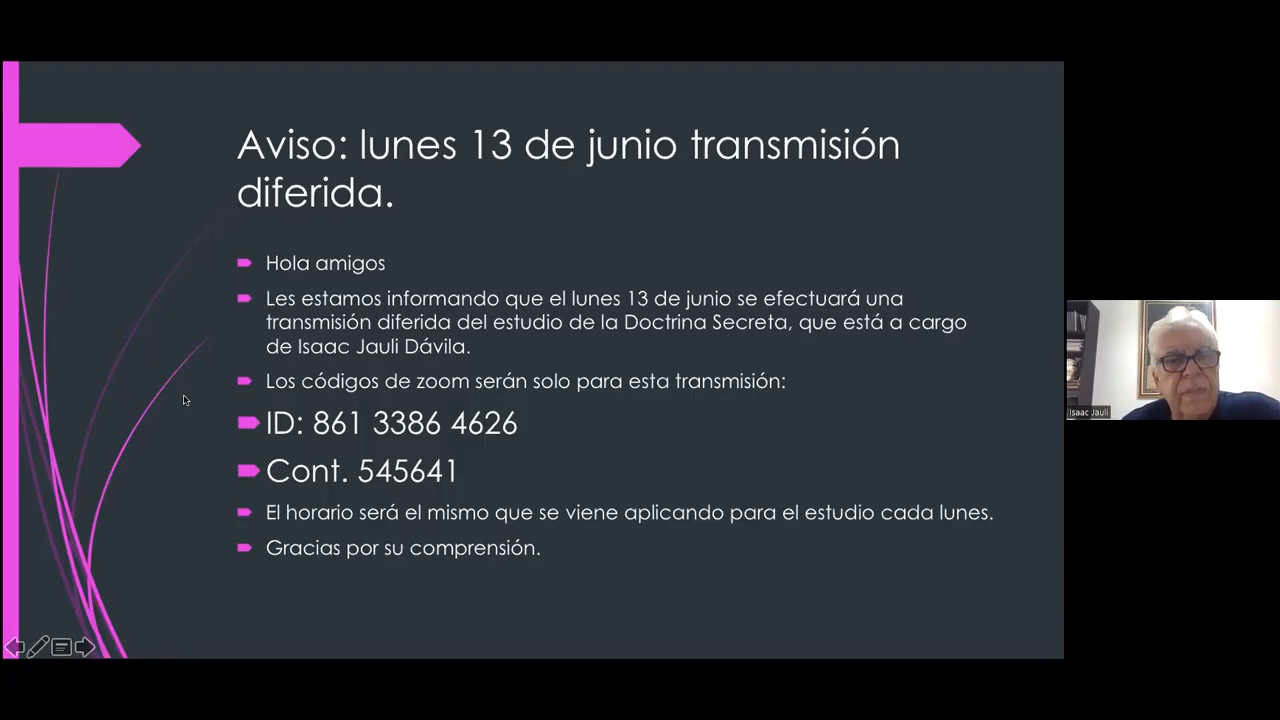 Aviso: lunes 13 de junio transmisión
diferida.
Hola amigos
Les estamos informando que el lunes 13 de junio se efectuará una
transmisión diferida del estudio de la Doctrina Secreta, que está a cargo
de Isaac Jauli Dávila.
Los códigos de zoom serán solo para esta transmisión:
ID: 861 3386 4626
Cont. 545641
El horario será el mismo que se viene aplicando para el estudio cada lunes.
Gracias por su comprensión.
Isaac Jauli